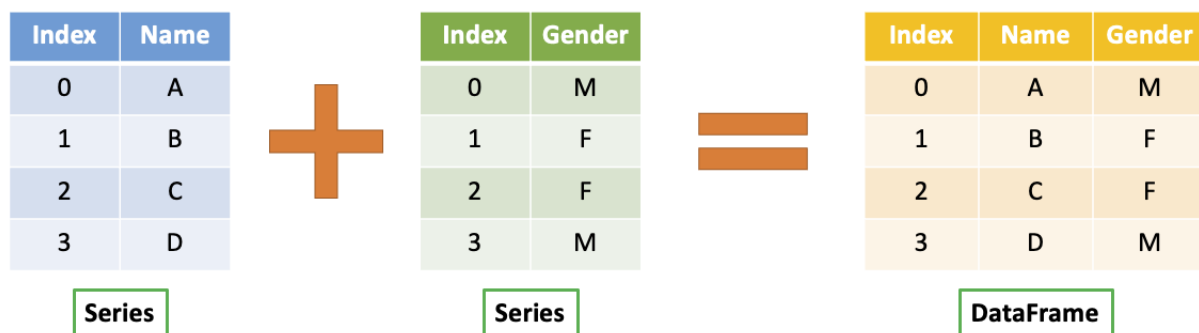 Index Name Index Gender Index Name Gender
0 A 0 M 0 A M
1 B 1 F 1 B F
2 C 2 F 2 C F
3 D 3 M 3 D M
Series Series DataFrame